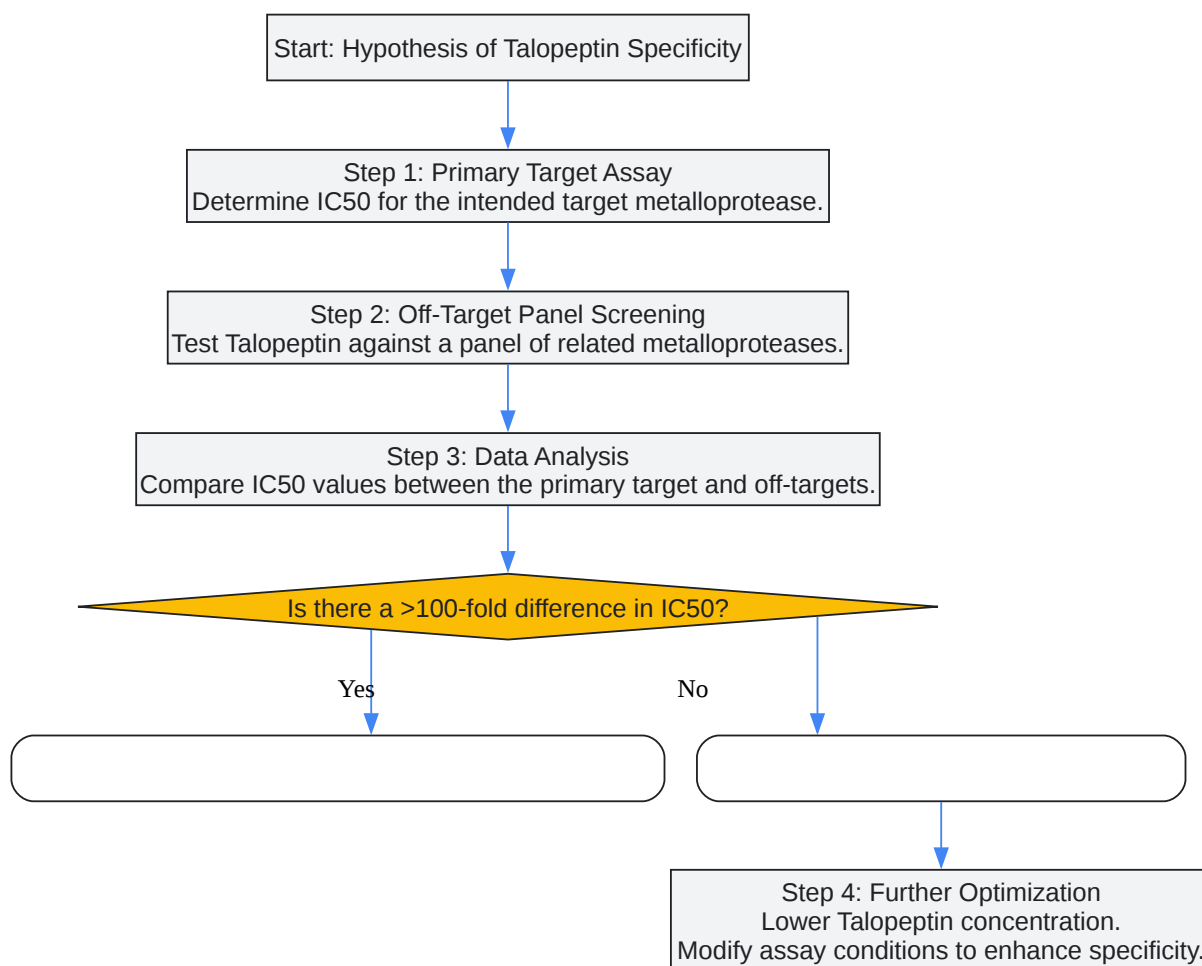 Start: Hypothesis of Talopeptin Specificity
Step 1: Primary Target Assay
Determine IC50 for the intended target metalloprotease.
Step 2: Off-Target Panel Screening
Test Talopeptin against a panel of related metalloproteases.
Step 3: Data Analysis
Compare IC50 values between the primary target and off-targets.
Is there a >100-fold difference in IC50?
Yes
No
Step 4: Further Optimization
Lower Talopeptin concentration.
Modify assay conditions to enhance specificity.